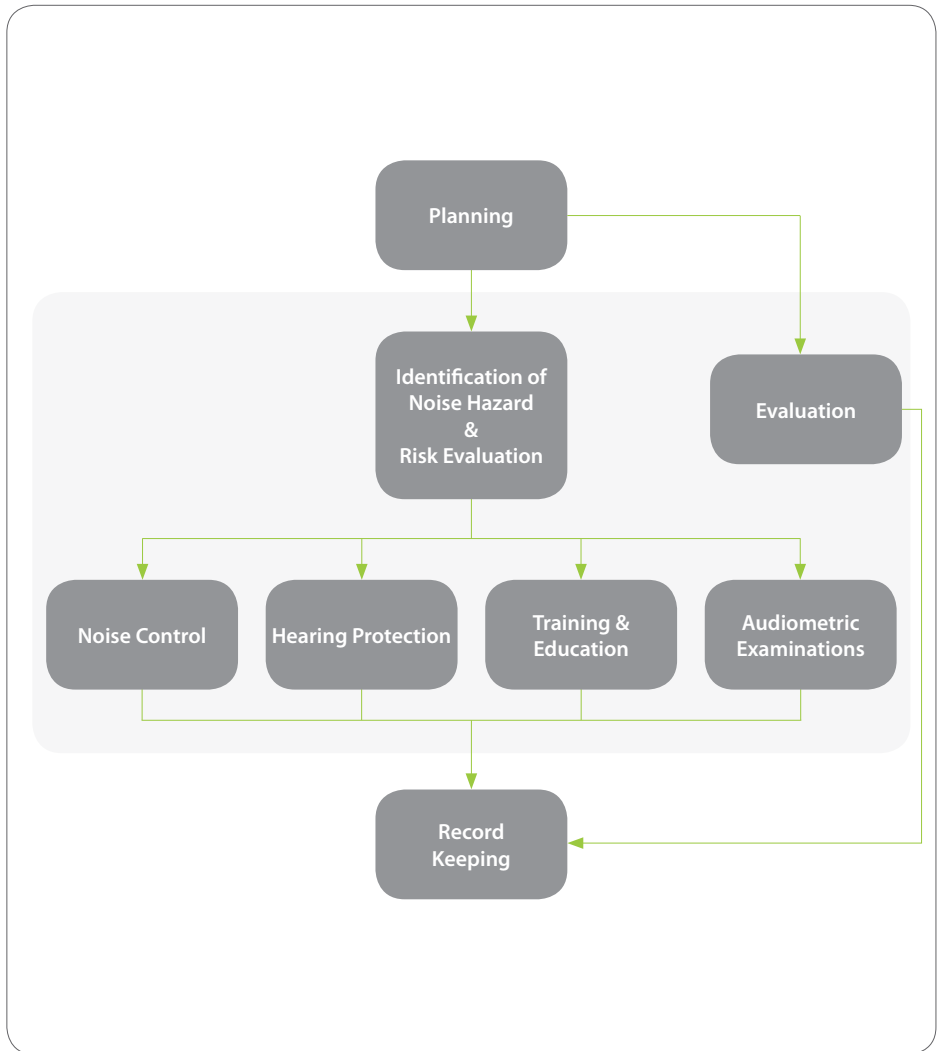 Planning
Identification of
Noise Hazard
&
Risk Evaluation
Evaluation
Noise Control
Hearing Protection
Training &
Education
Audiometric
Examinations
Record
Keeping